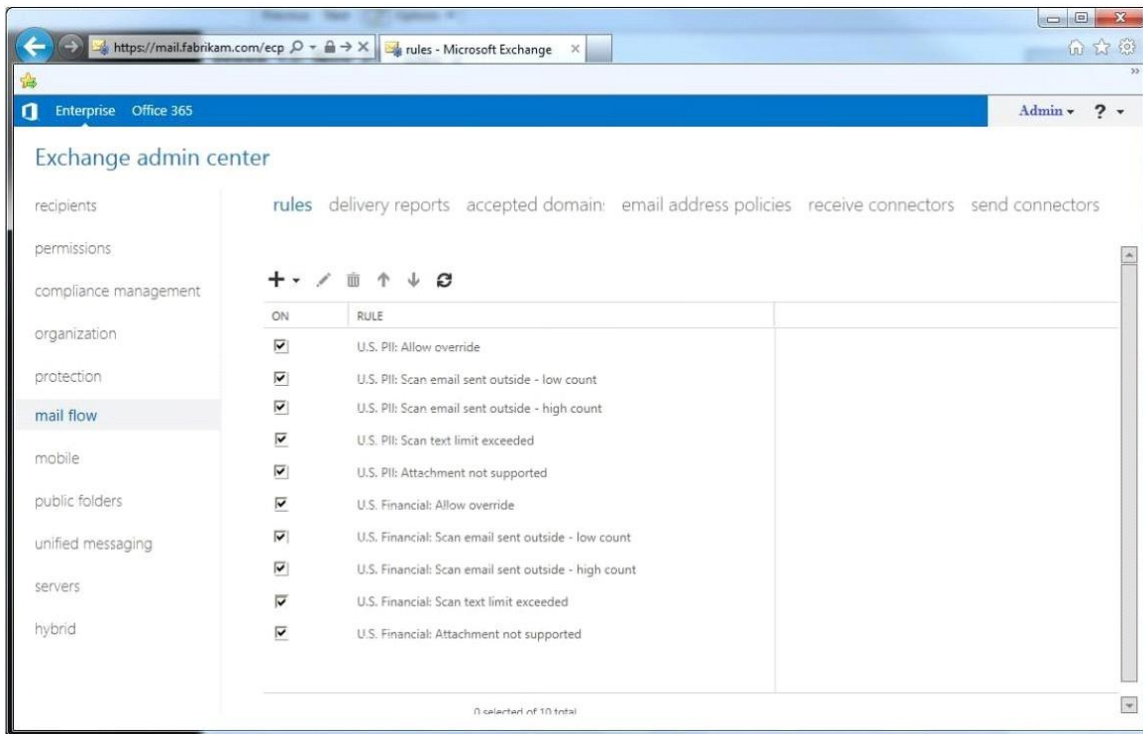 https://mail.fabrikam.com/ecp
rules - Microsoft Exchange
Enterprise Office 365
Admin ?
Exchange admin center
rules delivery reports accepted domain: email address policies receive connectors send connectors
recipients
permissions
compliance management
organization
protection
mail flow
mobile
public folders
unified messaging
servers
hybrid
ON RULE
U.S. PII: Allow override
U.S. PII: Scan email sent outside - low count
U.S. PII: Scan email sent outside - high count
U.S. PII: Scan text limit exceeded
U.S. PII: Attachment not supported
U.S. Financial: Allow override
U.S. Financial: Scan email sent outside - low count
U.S. Financial: Scan email sent outside - high count
U.S. Financial: Scan text limit exceeded
U.S. Financial: Attachment not supported
0 selected of 10 total